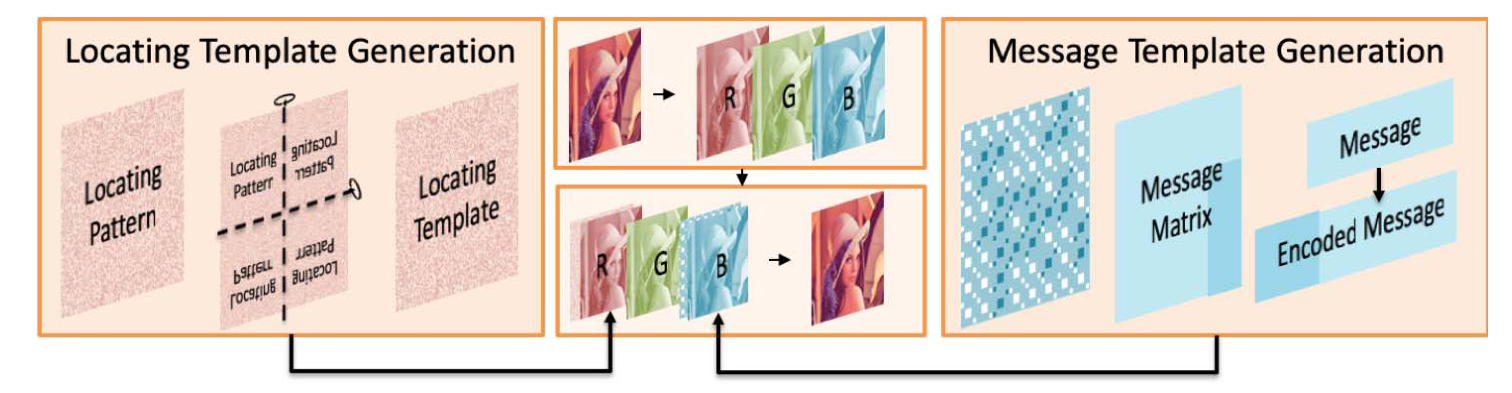 Locating Template Generation
Locating
Pattern
Locating
Pattern
Locating
Pattern
Locating
Pattern
Locating
Pattern
Locating
Template
R
G
B
R
G
B
Message Template Generation
Message
Matrix
Message
Encoded Message